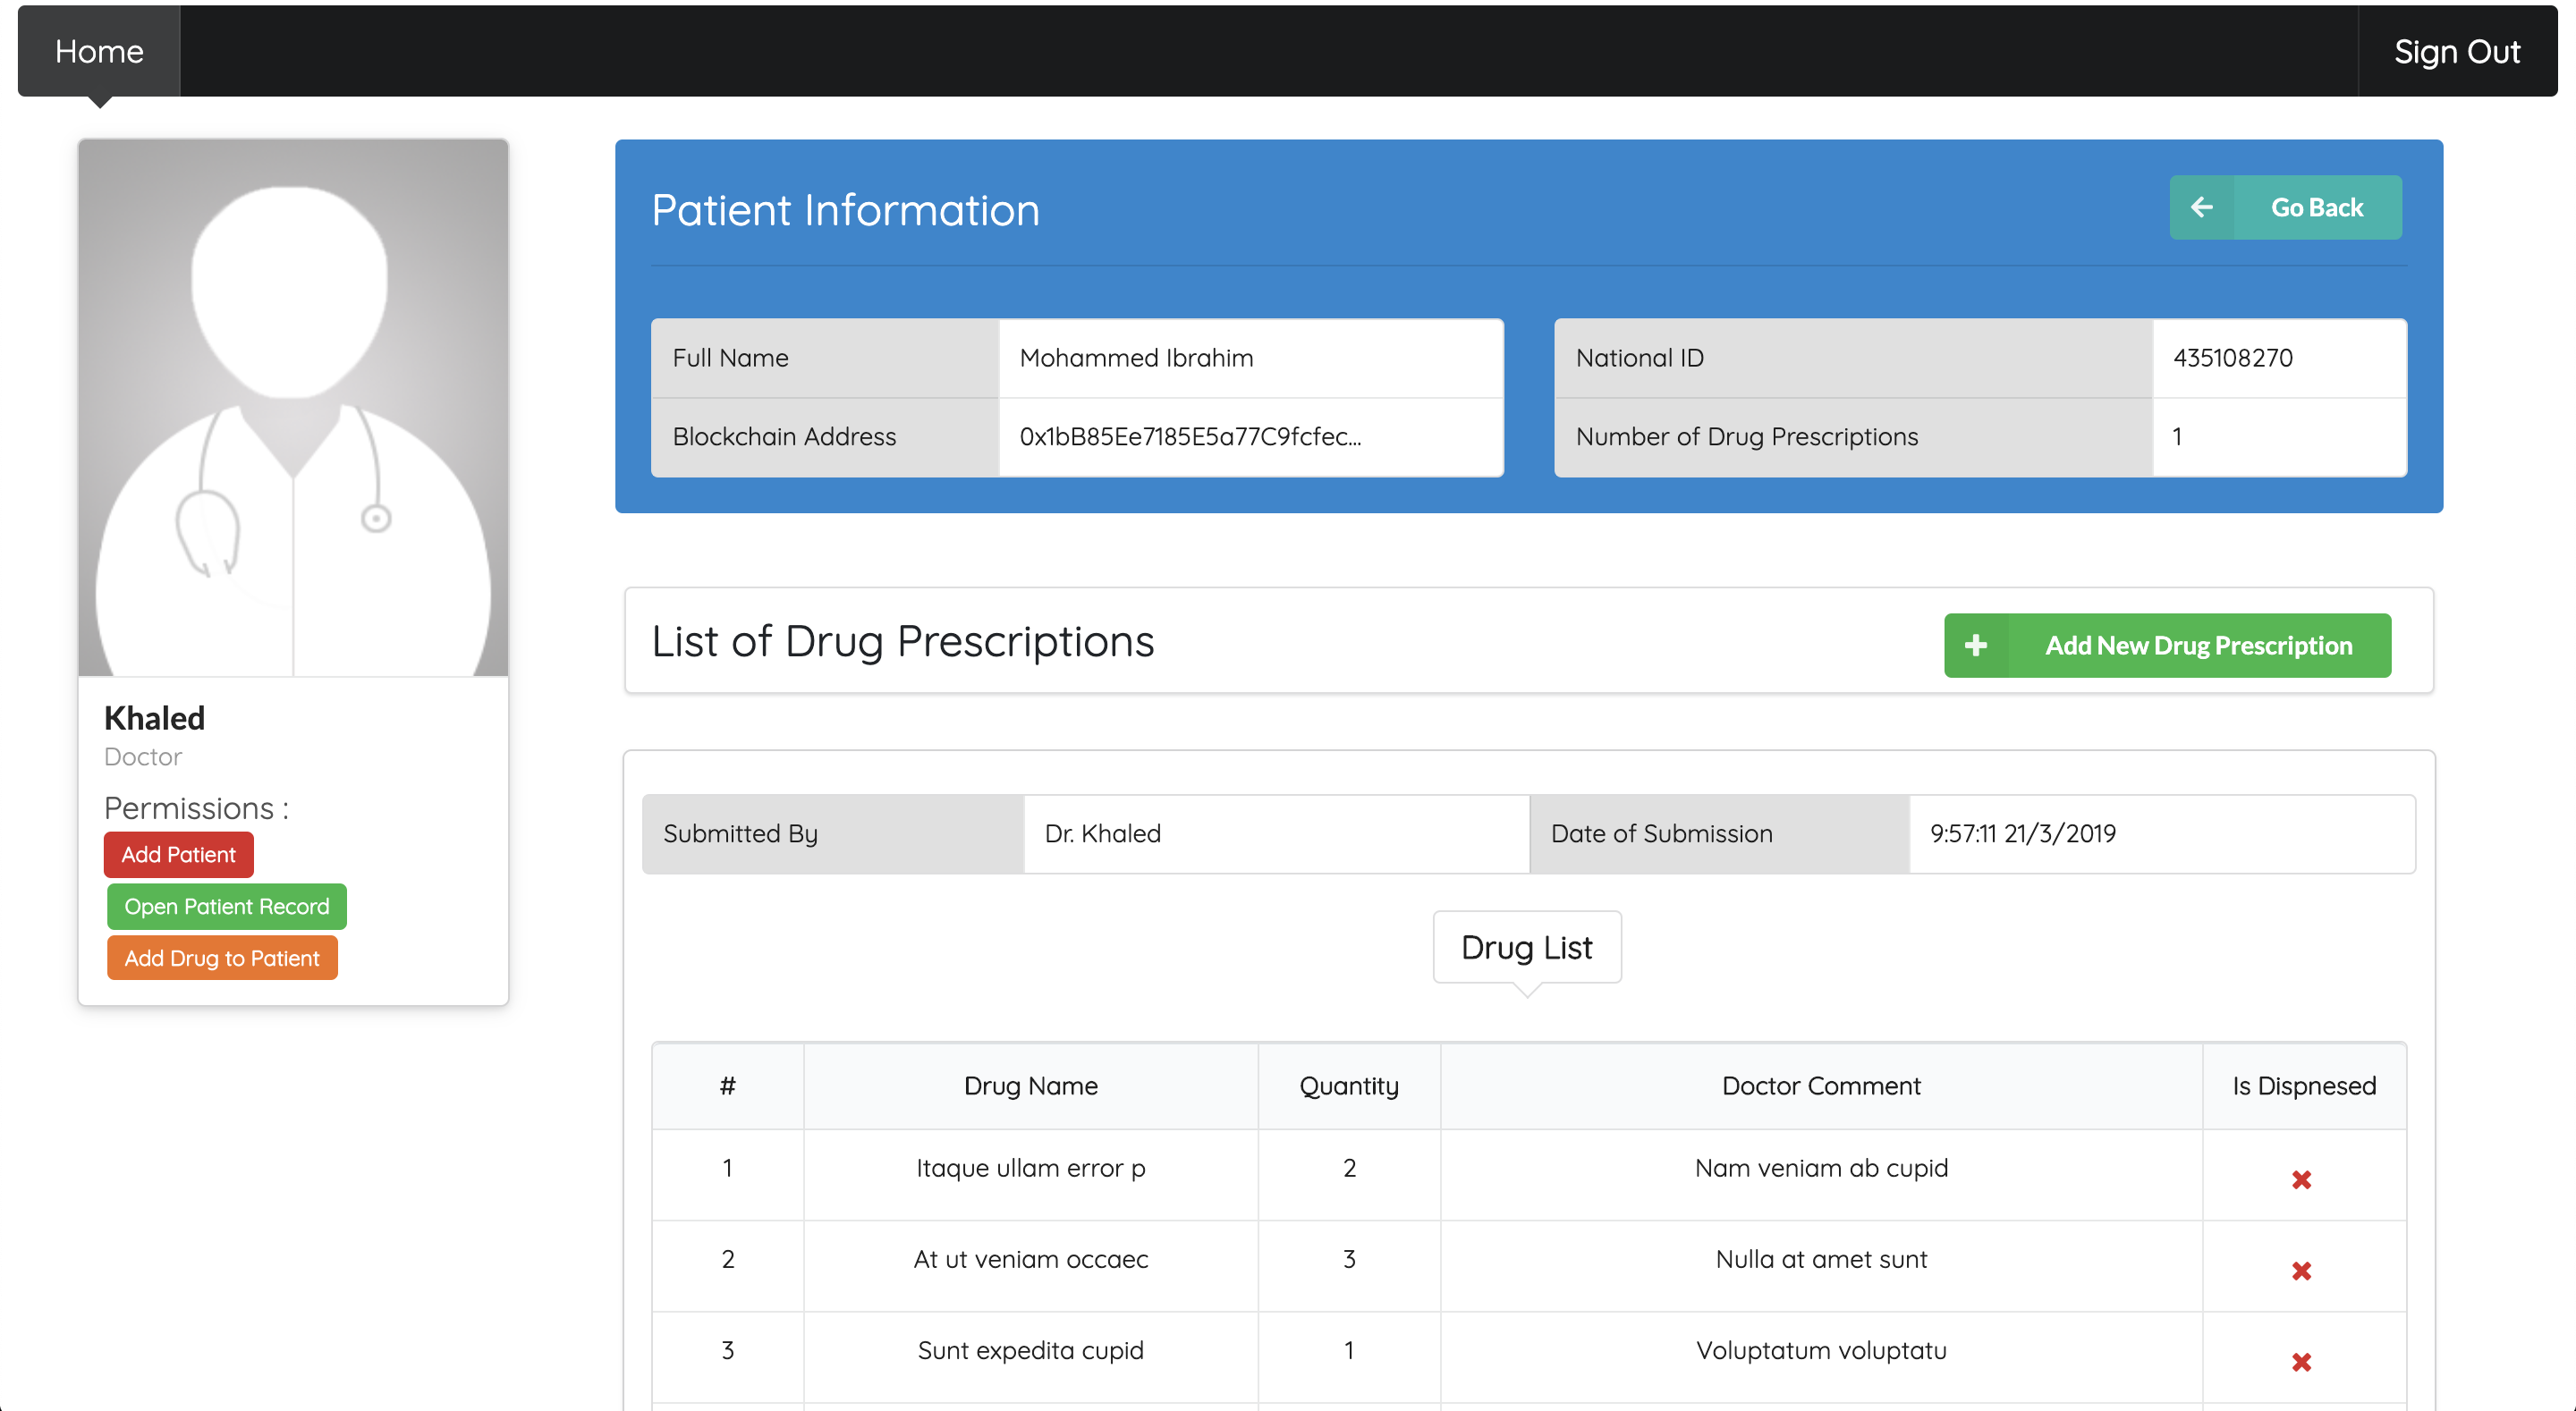 Home
Sign Out
Khaled
Doctor
Permissions :
Add Patient
Open Patient Record
Add Drug to Patient
Patient Information
Go Back
Full Name Mohammed Ibrahim
Blockchain Address 0x1bB85Ee7185E5a77C9fcfec...
National ID 435108270
Number of Drug Prescriptions 1
List of Drug Prescriptions
Add New Drug Prescription
Submitted By Dr. Khaled Date of Submission 9:57:11 21/3/2019
Drug List
# Drug Name Quantity Doctor Comment Is Dispnesed
1 Itaque ullam error p 2 Nam veniam ab cupid
2 At ut veniam occaec 3 Nulla at amet sunt
3 Sunt expedita cupid 1 Voluptatum voluptatu